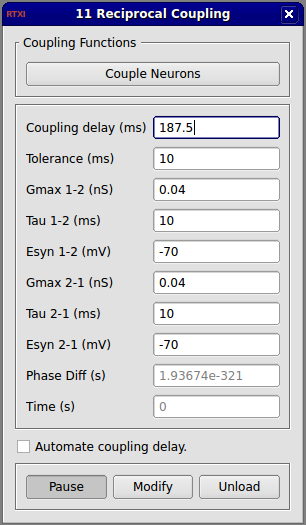 RTXI 11 Reciprocal Coupling
Coupling Functions
Couple Neurons
Coupling delay (ms) 187.5
Tolerance (ms) 10
Gmax 1-2 (nS) 0.04
Tau 1-2 (ms) 10
Esyn 1-2 (mV) -70
Gmax 2-1 (nS) 0.04
Tau 2-1 (ms) 10
Esyn 2-1 (mV) -70
Phase Diff (s) 1.93674e-321
Time (s) 0
Automate coupling delay.
Pause Modify Unload